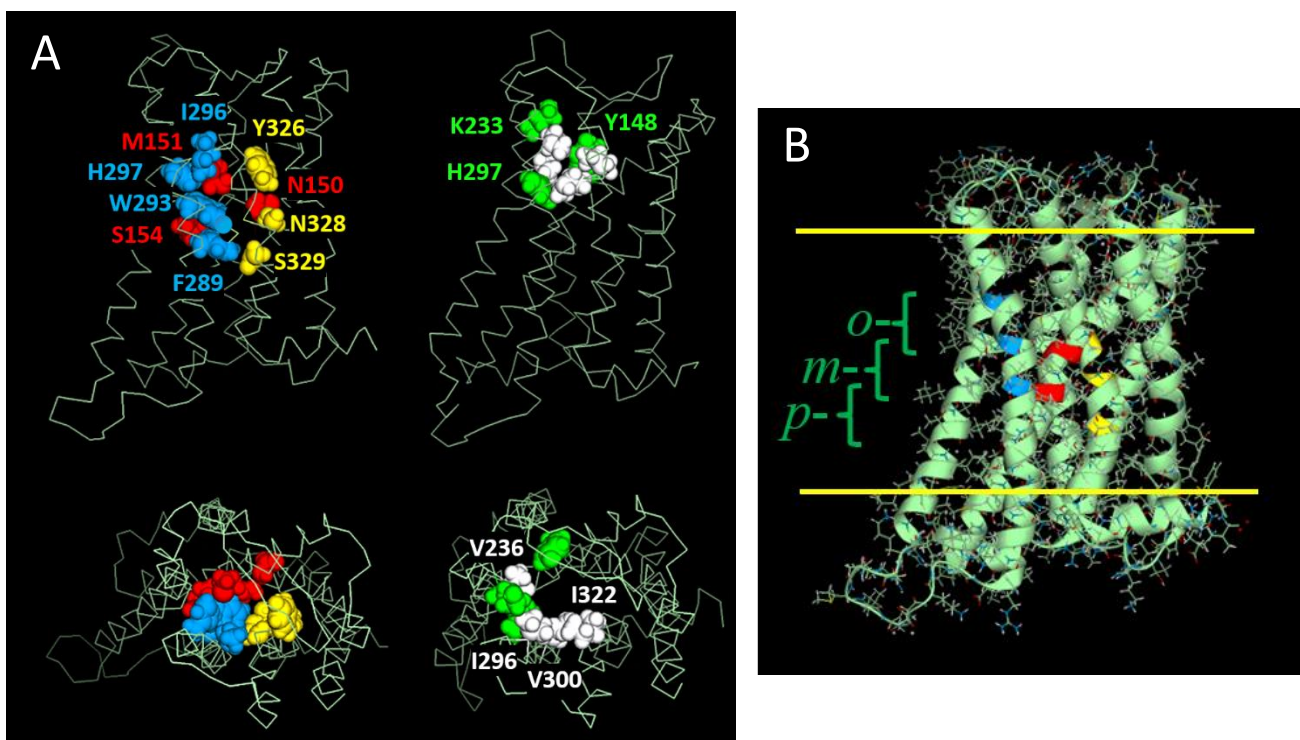 A
I296
M151
Y326
H297
N150
W293
N328
S154
S329
F289
K233
Y148
H297
V236
I322
I296
V300
B
o-
m-
p-